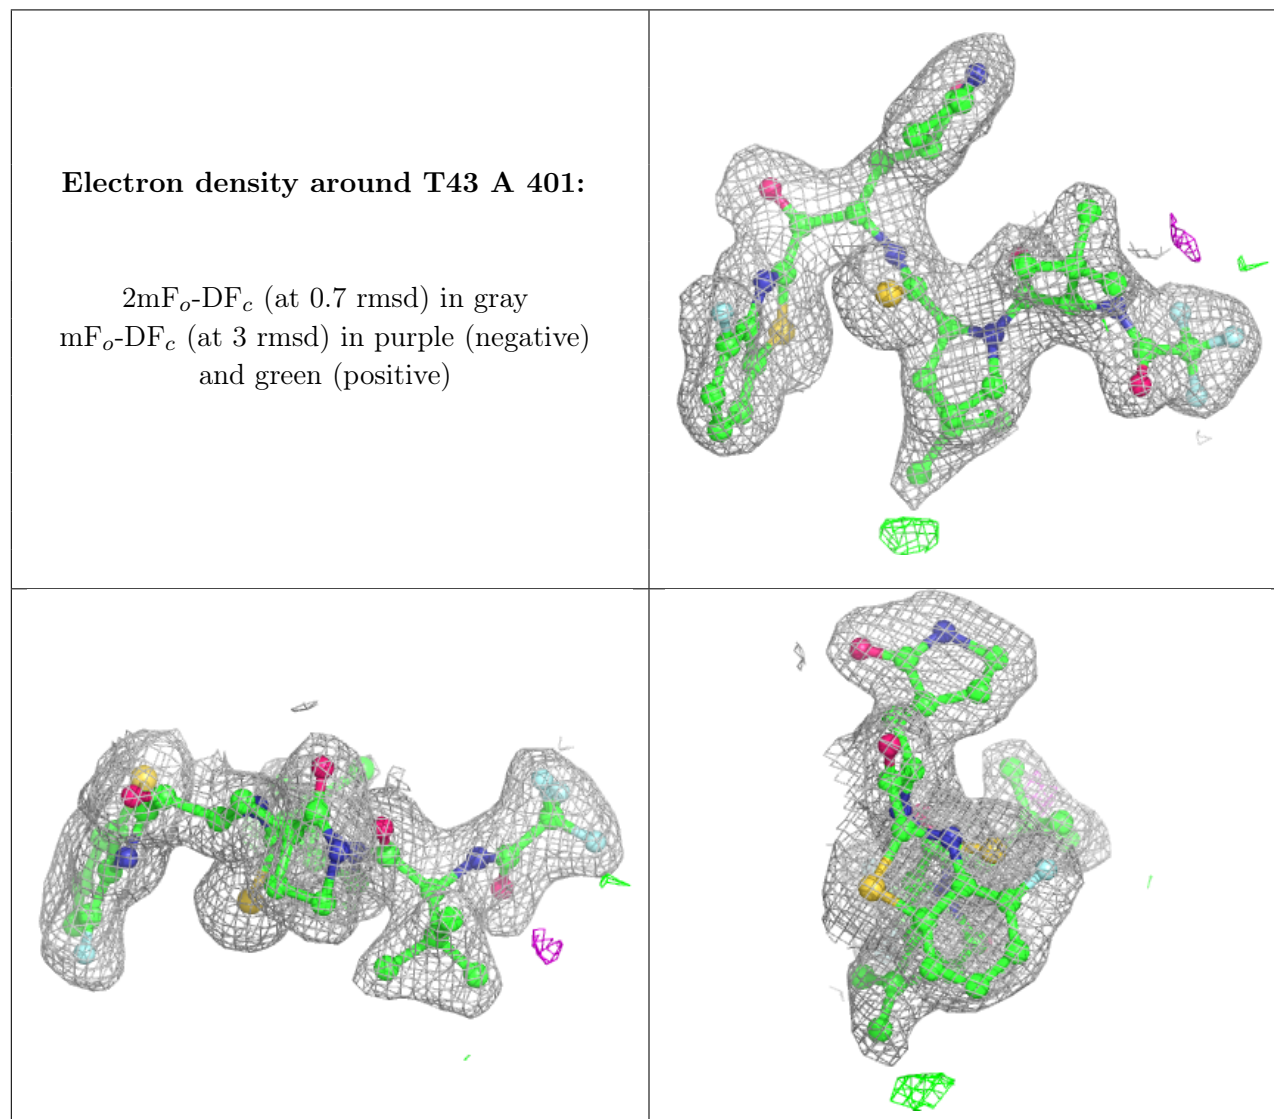 Electron density around T43 A 401:
2mFₒ-DF𝒸 (at 0.7 rmsd) in gray
mFₒ-DF𝒸 (at 3 rmsd) in purple (negative)
and green (positive)